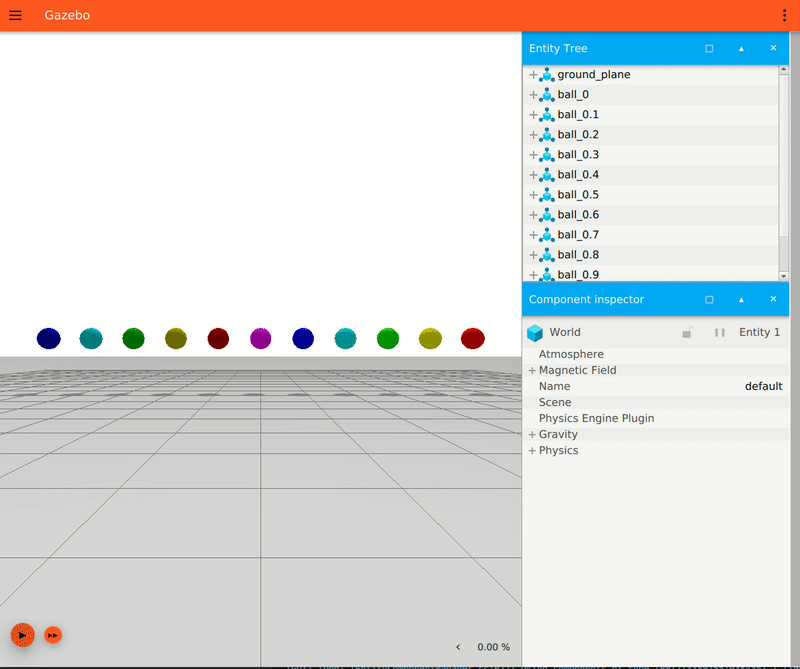 Gazebo
Entity Tree
ground_plane
ball_0
ball_0.1
ball_0.2
ball_0.3
ball_0.4
ball_0.5
ball_0.6
ball_0.7
ball_0.8
ball_0.9
Component inspector
World Entity 1
Atmosphere
Magnetic Field
Name default
Scene
Physics Engine Plugin
Gravity
Physics
0.00 %